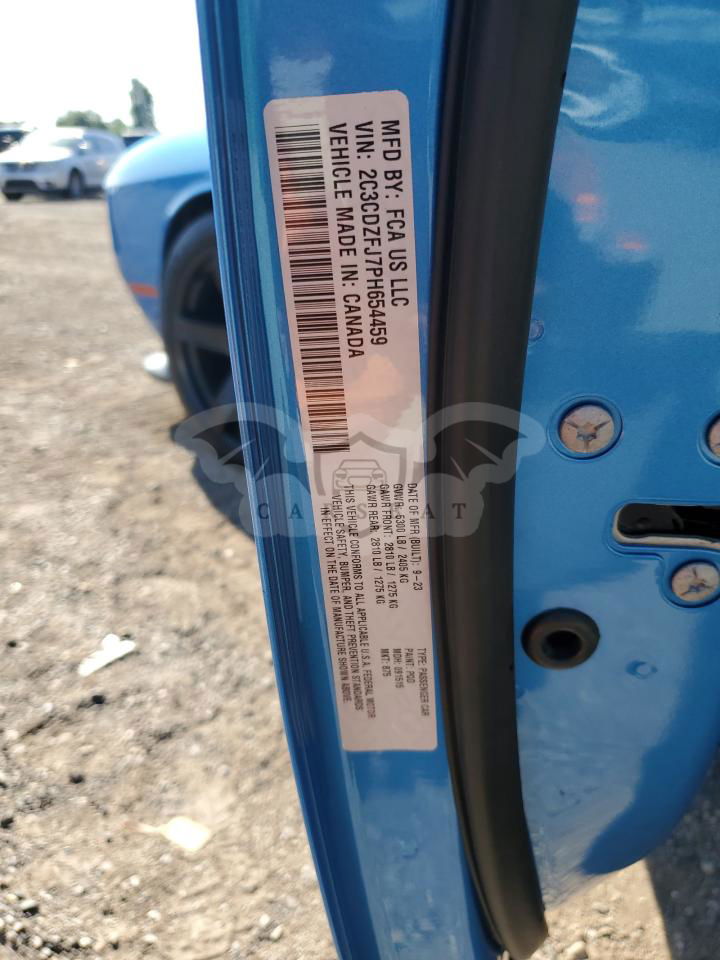 MFD BY: FCA US LLC
VIN: 2C3CDZFJ7PH654459
VEHICLE MADE IN: CANADA
DATE OF MFR (BUILT): 9-23
GVWR: 5300 LB / 2405 KG
GAWR FRONT: 2810 LB / 1275 KG
GAWR REAR: 2810 LB / 1275 KG
THIS VEHICLE CONFORMS TO ALL APPLICABLE U.S.A. FEDERAL MOTOR
VEHICLE SAFETY, BUMPER, AND THEFT PREVENTION STANDARDS
IN EFFECT ON THE DATE OF MANUFACTURE SHOWN ABOVE.
TYPE: PASSENGER CAR
PAINT: PQD
MDH: 091515
MKT: 875